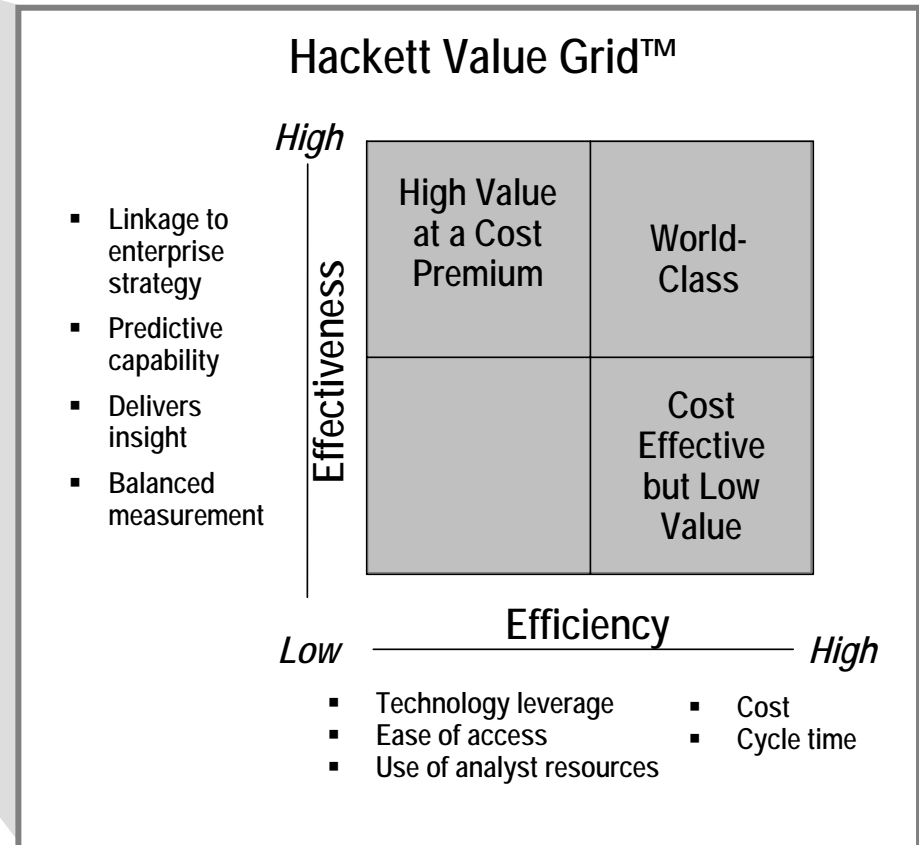 Hackett Value Grid™
High
▪ Linkage to
enterprise
strategy
▪ Predictive
capability
▪ Delivers
insight
▪ Balanced
measurement
Effectiveness
High Value
at a Cost
Premium
World-
Class
Cost
Effective
but Low
Value
Efficiency
Low
High
▪ Technology leverage
▪ Ease of access
▪ Use of analyst resources
▪ Cost
▪ Cycle time